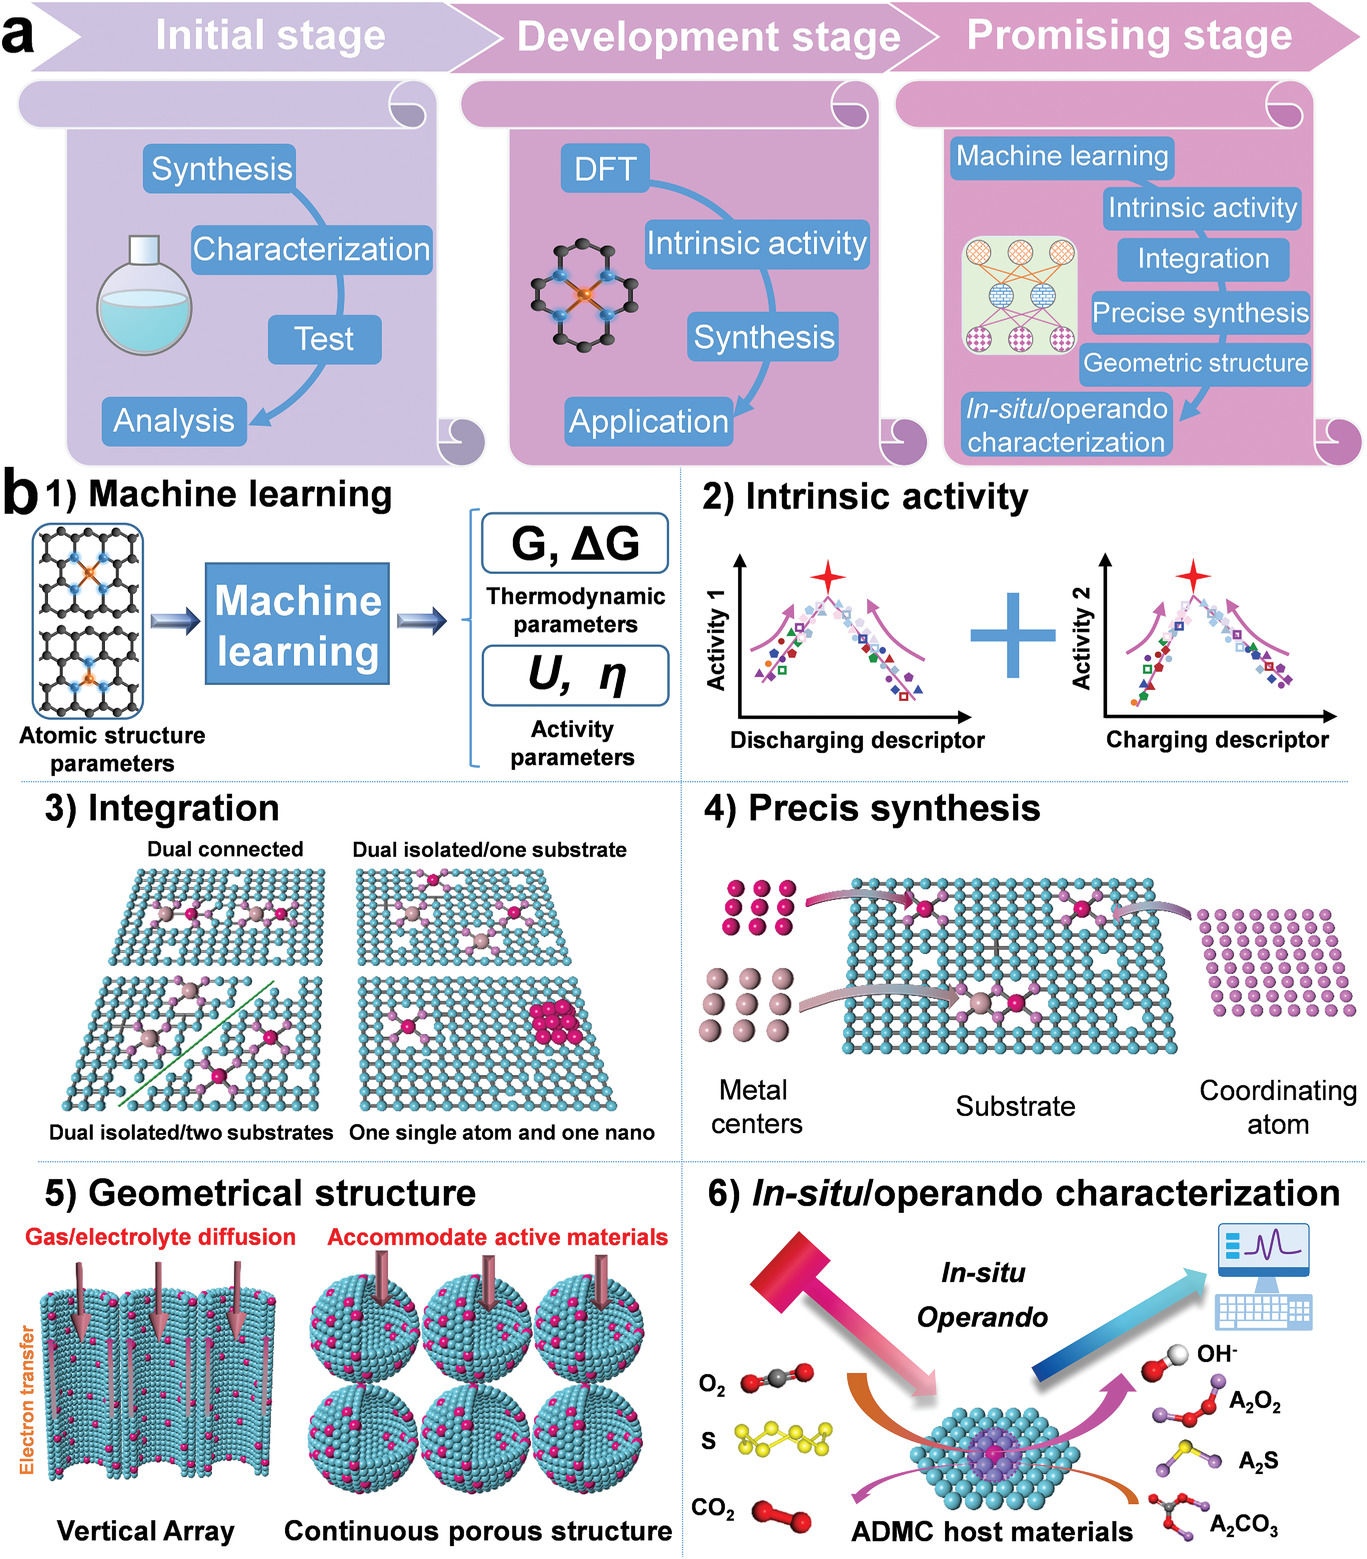 a
Initial stage
Development stage
Promising stage
Synthesis
Characterization
Test
Analysis
DFT
Intrinsic activity
Synthesis
Application
Machine learning
Intrinsic activity
Integration
Precise synthesis
Geometric structure
In-situ/operando
characterization
b
1) Machine learning
Atomic structure
parameters
Machine
learning
G, ΔG
Thermodynamic
parameters
U, η
Activity
parameters
2) Intrinsic activity
Activity 1
Discharging descriptor
Activity 2
Charging descriptor
3) Integration
Dual connected
Dual isolated/one substrate
Dual isolated/two substrates
One single atom and one nano
4) Precis synthesis
Metal
centers
Substrate
Coordinating
atom
5) Geometrical structure
Gas/electrolyte diffusion
Accommodate active materials
Electron transfer
Vertical Array
Continuous porous structure
6) In-situ/operando characterization
In-situ
Operando
O₂
S
CO₂
OH⁻
A₂O₂
A₂S
A₂CO₃
ADMC host materials